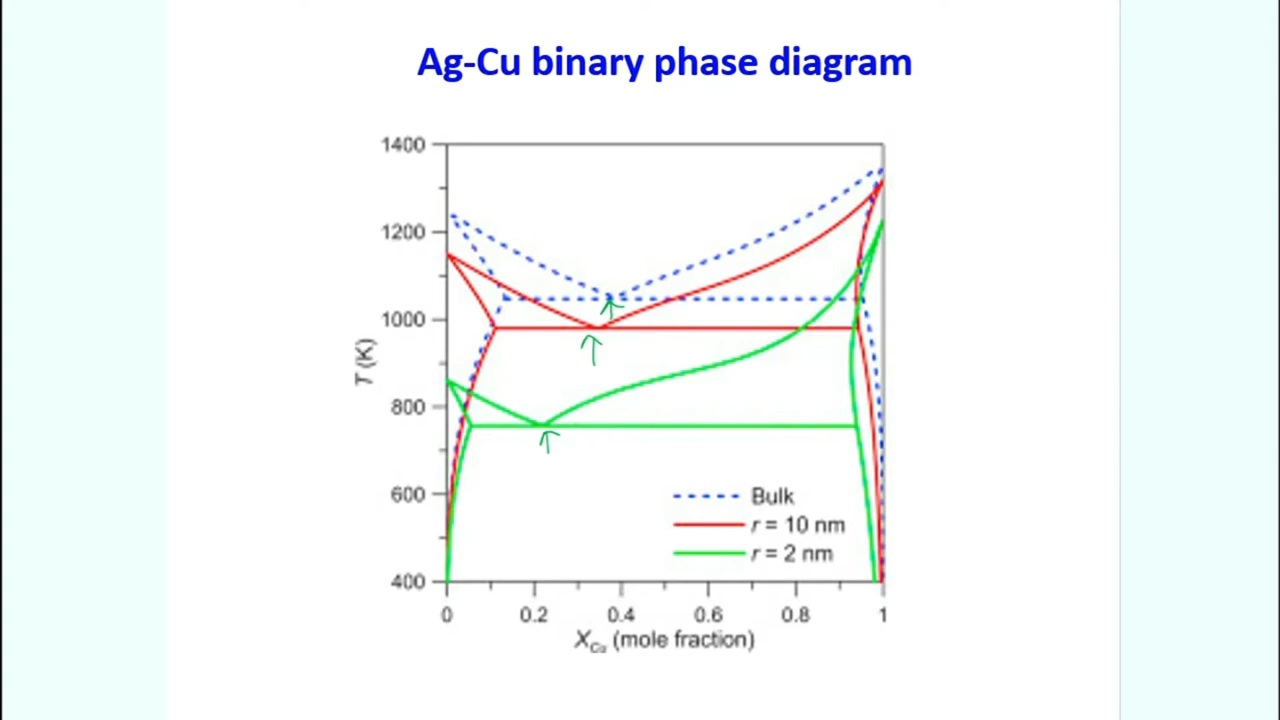 Ag-Cu binary phase diagram
1400
1200
1000
800
600
400
T (K)
Bulk
r = 10 nm
r = 2 nm
0 0.2 0.4 0.6 0.8 1
XCu (mole fraction)